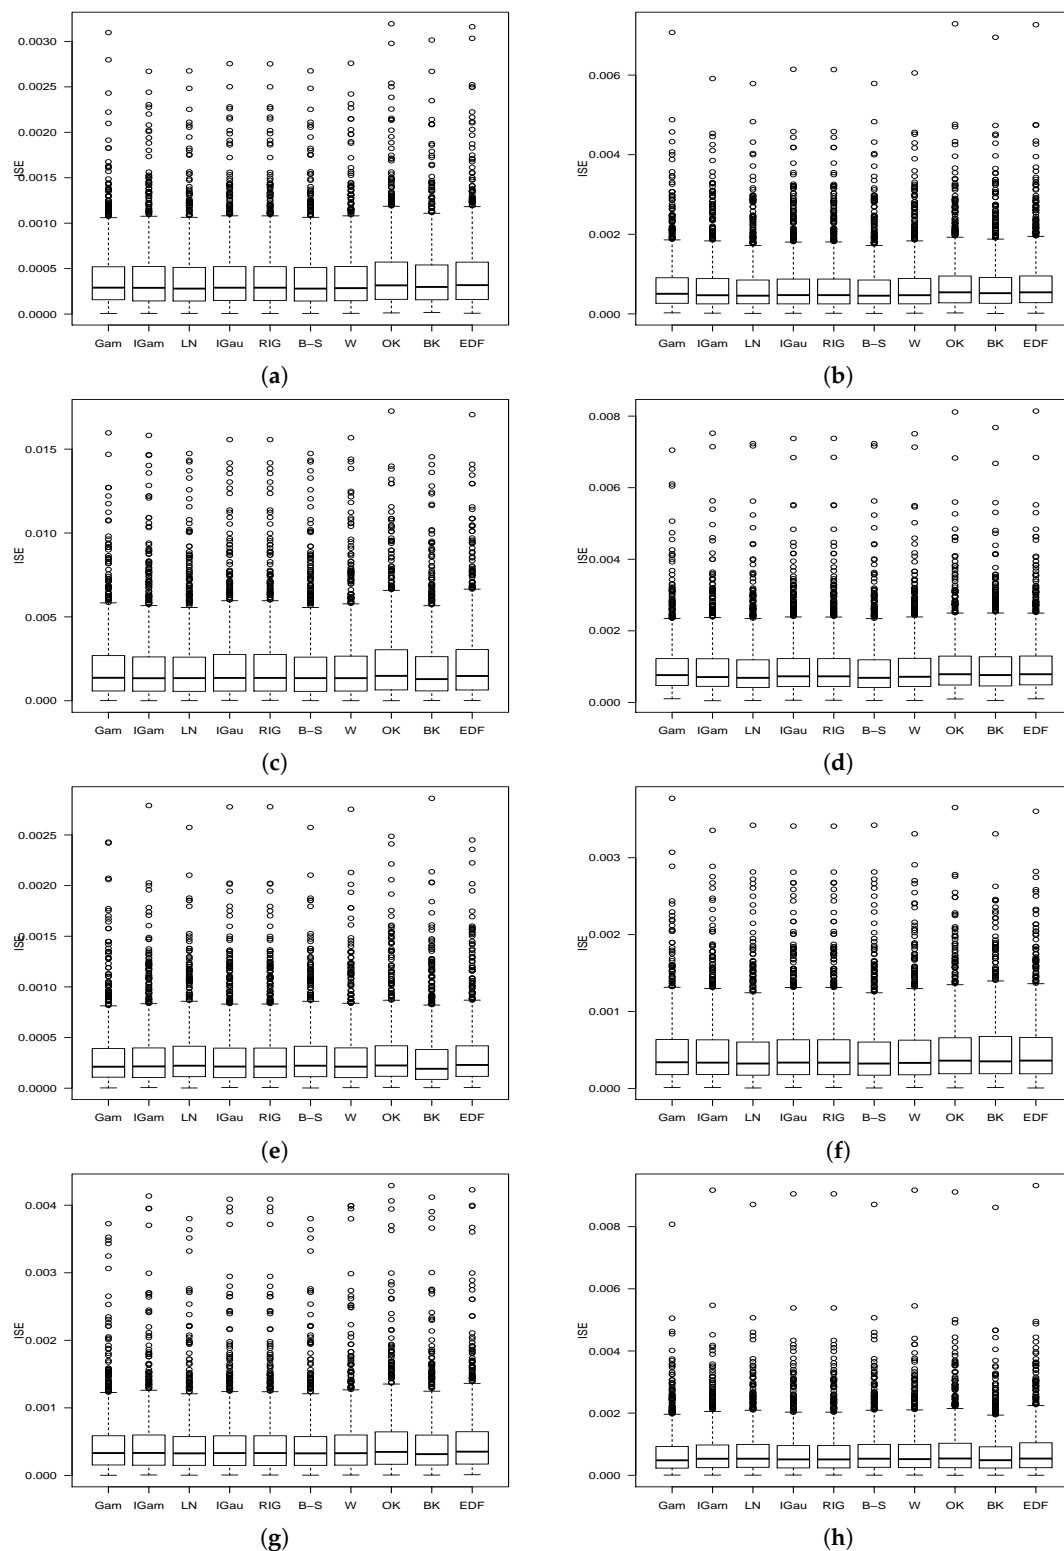 0.0030
0.0025
0.0020
0.0015
0.0010
0.0005
0.0000
ISE
Gam IGam LN IGau RIG B–S W OK BK EDF
(a)
0.006
0.004
0.002
0.000
ISE
Gam IGam LN IGau RIG B–S W OK BK EDF
(b)
0.015
0.010
0.005
0.000
ISE
Gam IGam LN IGau RIG B–S W OK BK EDF
(c)
0.008
0.006
0.004
0.002
0.000
ISE
Gam IGam LN IGau RIG B–S W OK BK EDF
(d)
0.0025
0.0020
0.0015
0.0010
0.0005
0.0000
ISE
Gam IGam LN IGau RIG B–S W OK BK EDF
(e)
0.003
0.002
0.001
0.000
ISE
Gam IGam LN IGau RIG B–S W OK BK EDF
(f)
0.004
0.003
0.002
0.001
0.000
ISE
Gam IGam LN IGau RIG B–S W OK BK EDF
(g)
0.008
0.006
0.004
0.002
0.000
ISE
Gam IGam LN IGau RIG B–S W OK BK EDF
(h)